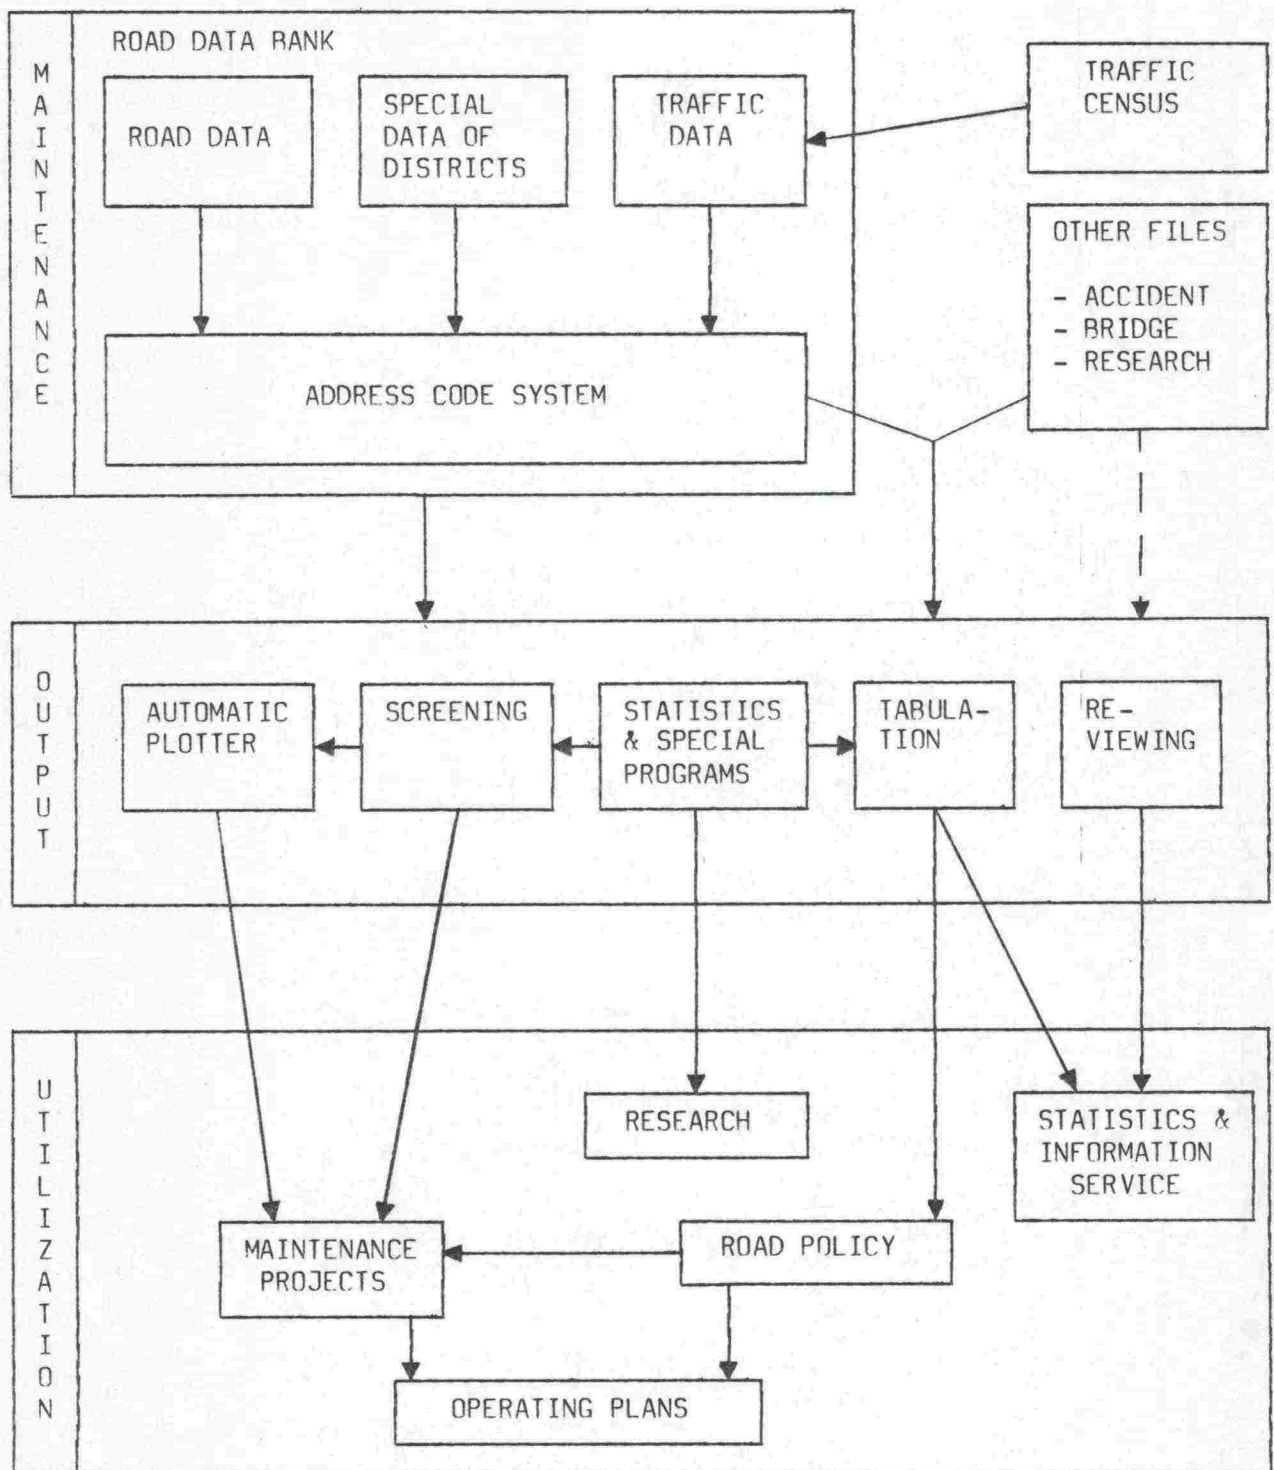 MAINTENANCE
ROAD DATA BANK
ROAD DATA
SPECIAL
DATA OF
DISTRICTS
TRAFFIC
DATA
TRAFFIC
CENSUS
OTHER FILES
- ACCIDENT
- BRIDGE
- RESEARCH
ADDRESS CODE SYSTEM
OUTPUT
AUTOMATIC
PLOTTER
SCREENING
STATISTICS
& SPECIAL
PROGRAMS
TABULA-
TION
RE-
VIEWING
UTILIZATION
RESEARCH
STATISTICS &
INFORMATION
SERVICE
MAINTENANCE
PROJECTS
ROAD POLICY
OPERATING PLANS